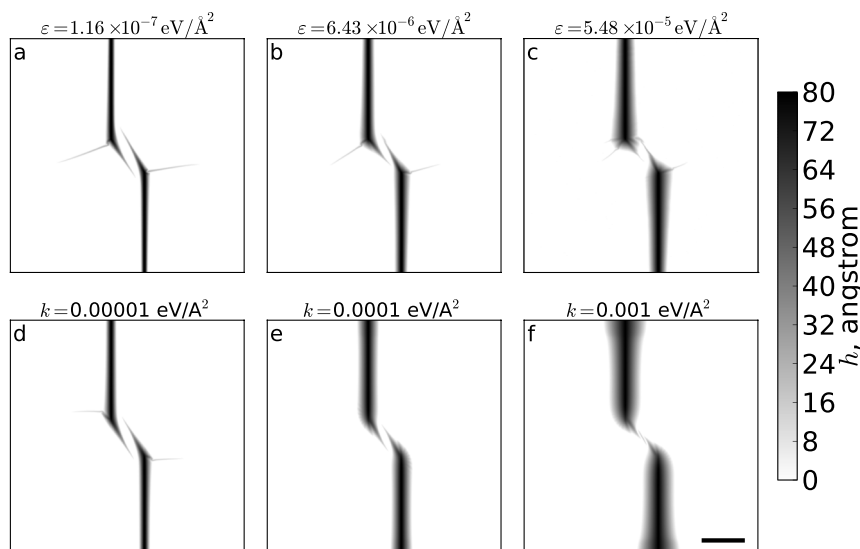 ε = 1.16 ×10⁻⁷ eV/Å² ε = 6.43 ×10⁻⁶ eV/Å² ε = 5.48 ×10⁻⁵ eV/Å²
a b c
k = 0.00001 eV/A² k = 0.0001 eV/A² k = 0.001 eV/A²
d e f
80
72
64
56
48
40
32
24
16
8
0
h, angstrom